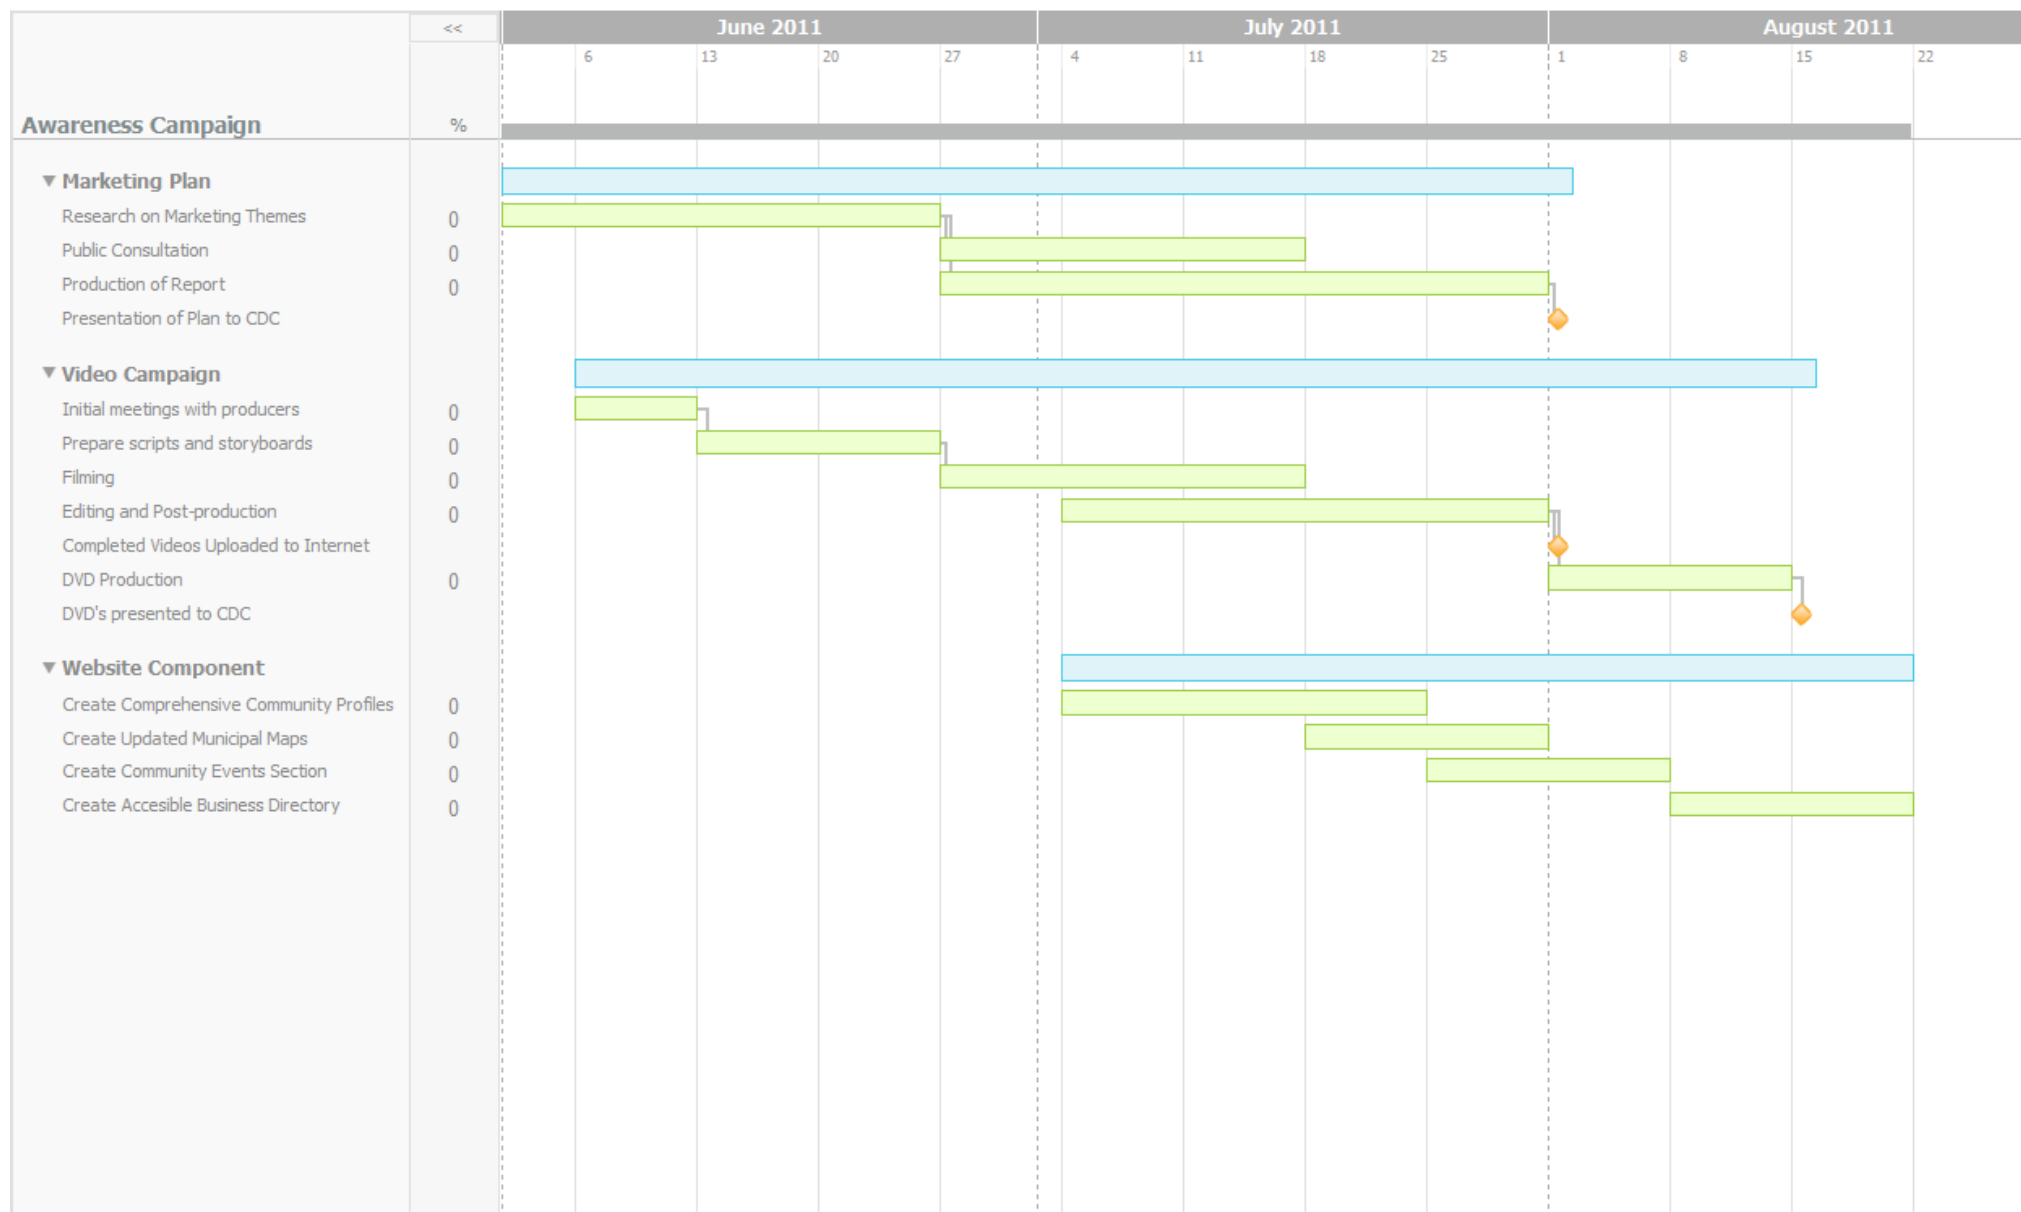 << June 2011 July 2011 August 2011
6 13 20 27 4 11 18 25 1 8 15 22
Awareness Campaign %
Marketing Plan
Research on Marketing Themes 0
Public Consultation 0
Production of Report 0
Presentation of Plan to CDC
Video Campaign
Initial meetings with producers 0
Prepare scripts and storyboards 0
Filming 0
Editing and Post-production 0
Completed Videos Uploaded to Internet
DVD Production 0
DVD's presented to CDC
Website Component
Create Comprehensive Community Profiles 0
Create Updated Municipal Maps 0
Create Community Events Section 0
Create Accesible Business Directory 0